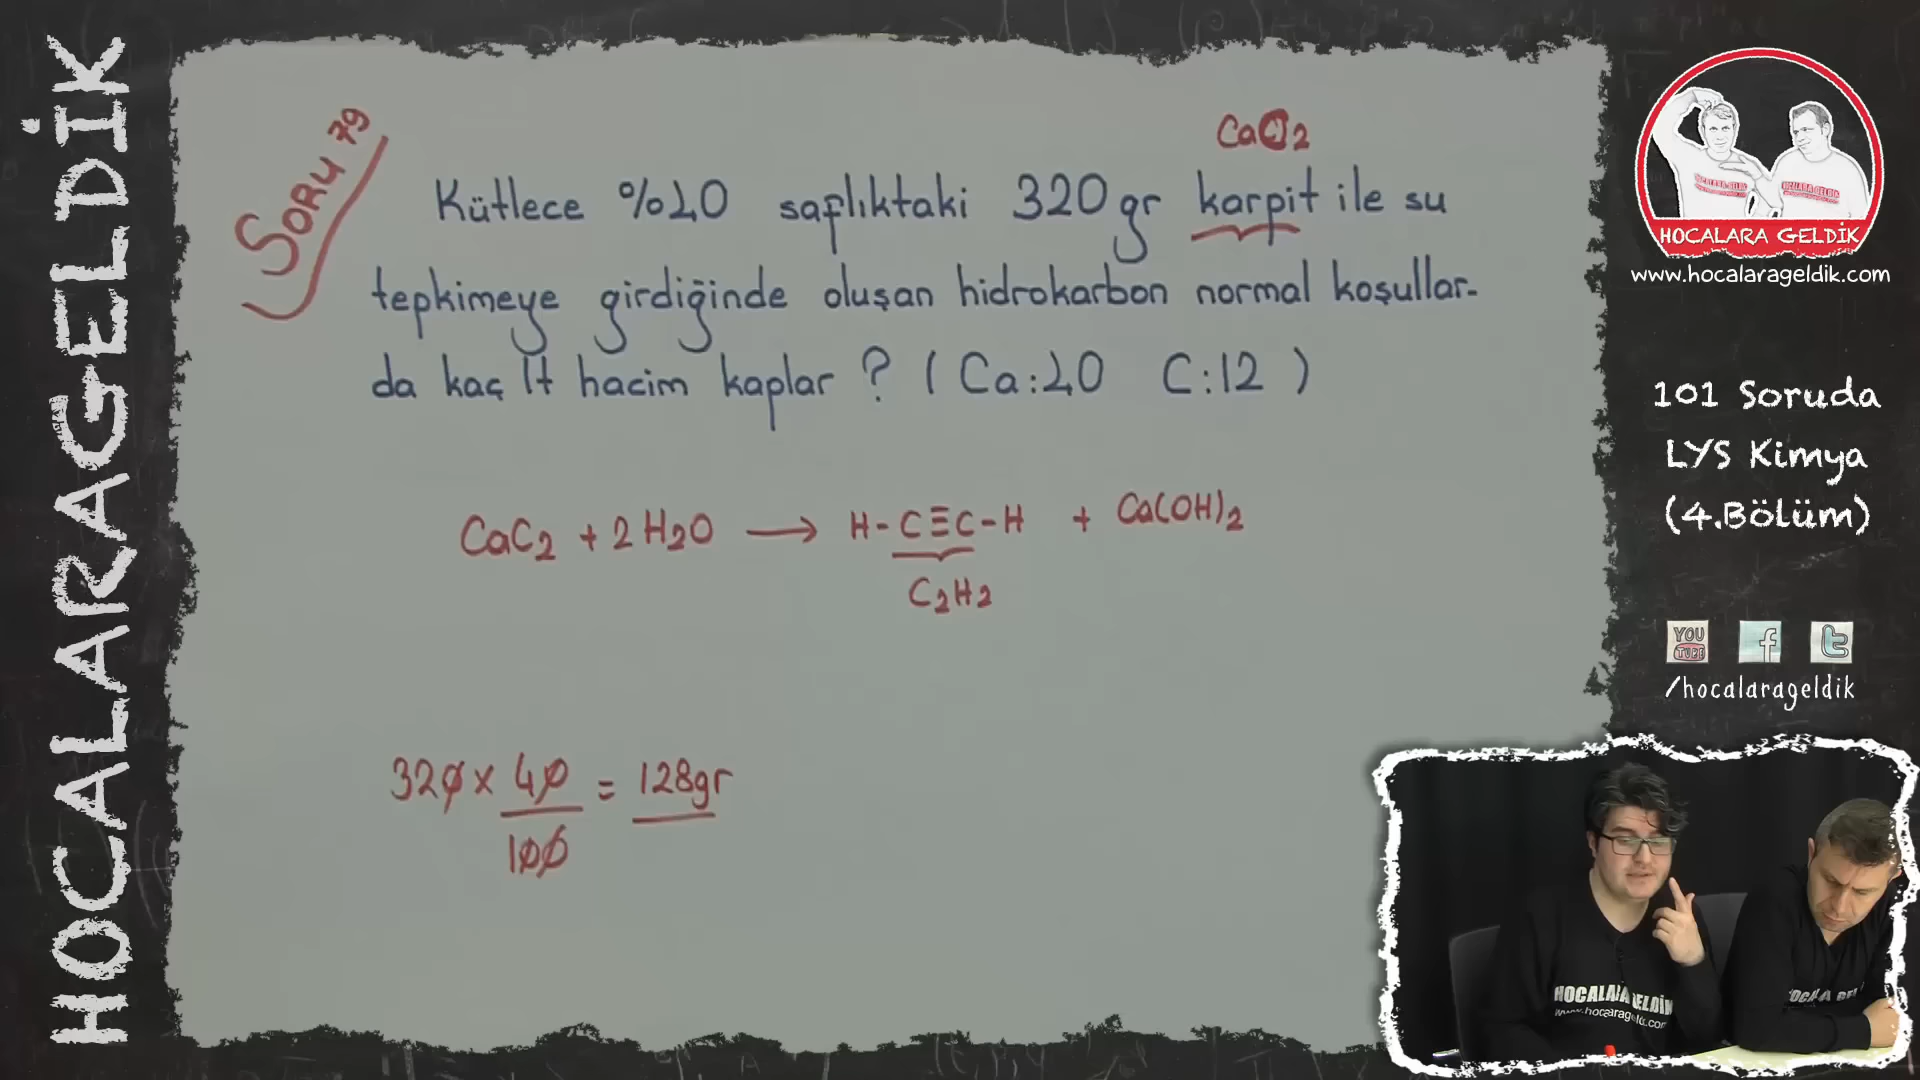 HOCALARAGELDİK
SORU 79
CaC2
Kütlece %40 saflıktaki 320 gr karpit ile su
tepkimeye girdiğinde oluşan hidrokarbon normal koşullar-
da kaç lt hacim kaplar ? ( Ca:40 C:12 )
CaC2 + 2H2O → H-C≡C-H + Ca(OH)2
C2H2
320 x 40 = 128gr
100
HOCALARA GELDİK
www.hocalarageldik.com
101 Soruda
LYS Kimya
(4.Bölüm)
YOU
TUBE
f
t
/hocalarageldik